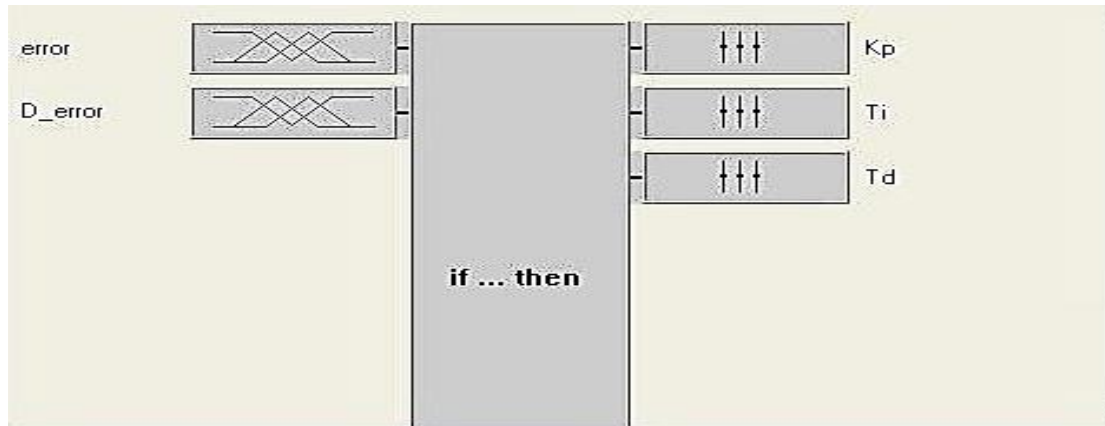 error
Kp
D_error
Ti
Td
if ... then